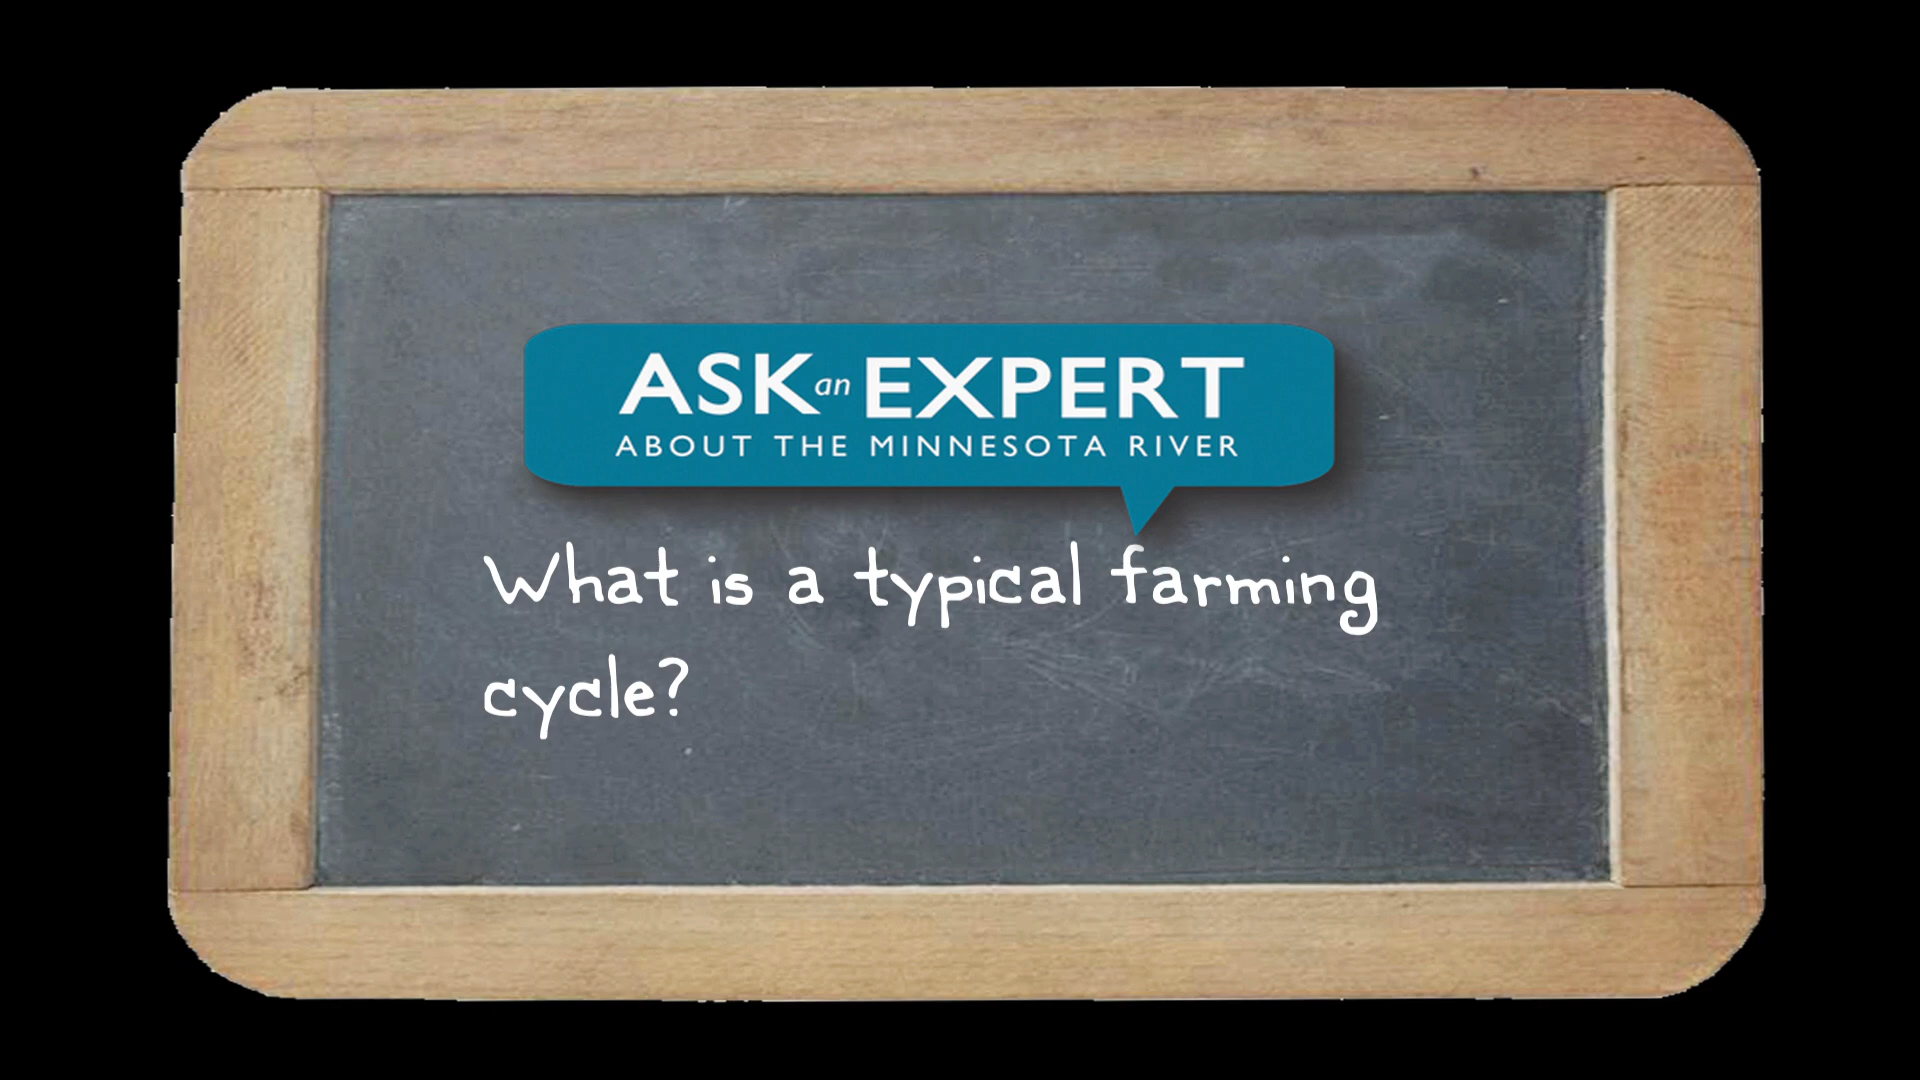 ASK an EXPERT
ABOUT THE MINNESOTA RIVER
What is a typical farming
cycle?